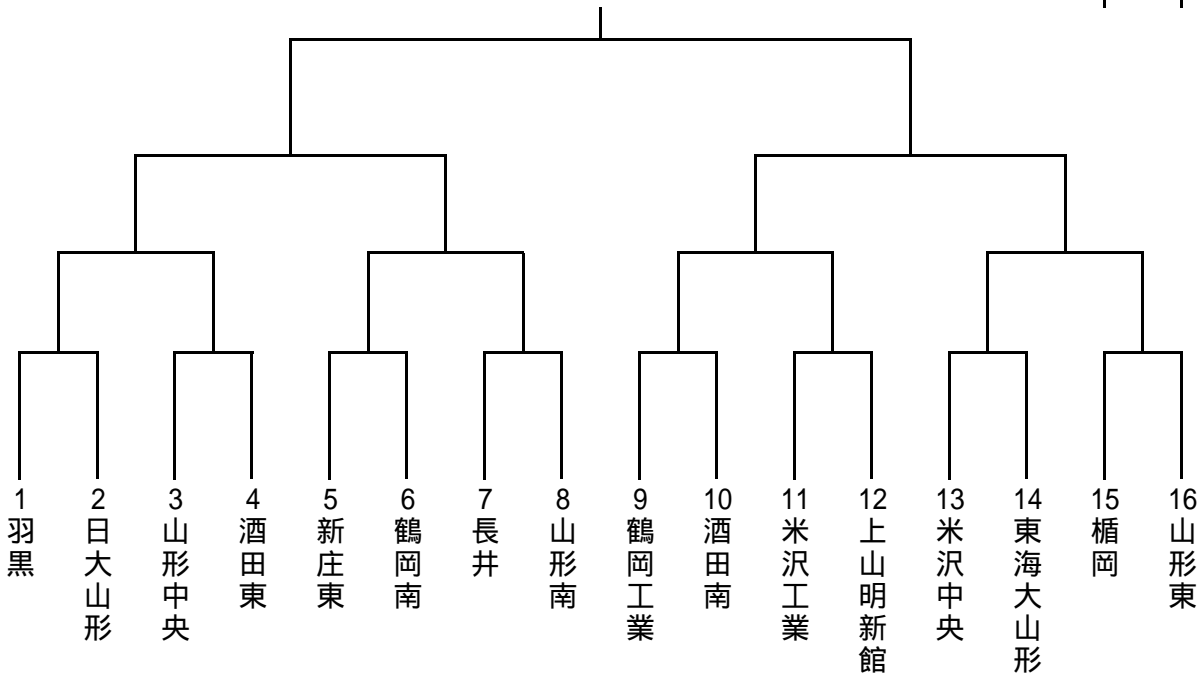 1 羽黒
2 日大山形
3 山形中央
4 酒田東
5 新庄東
6 鶴岡南
7 長井
8 山形南
9 鶴岡工業
10 酒田南
11 米沢工業
12 上山明新館
13 米沢中央
14 東海大山形
15 楯岡
16 山形東